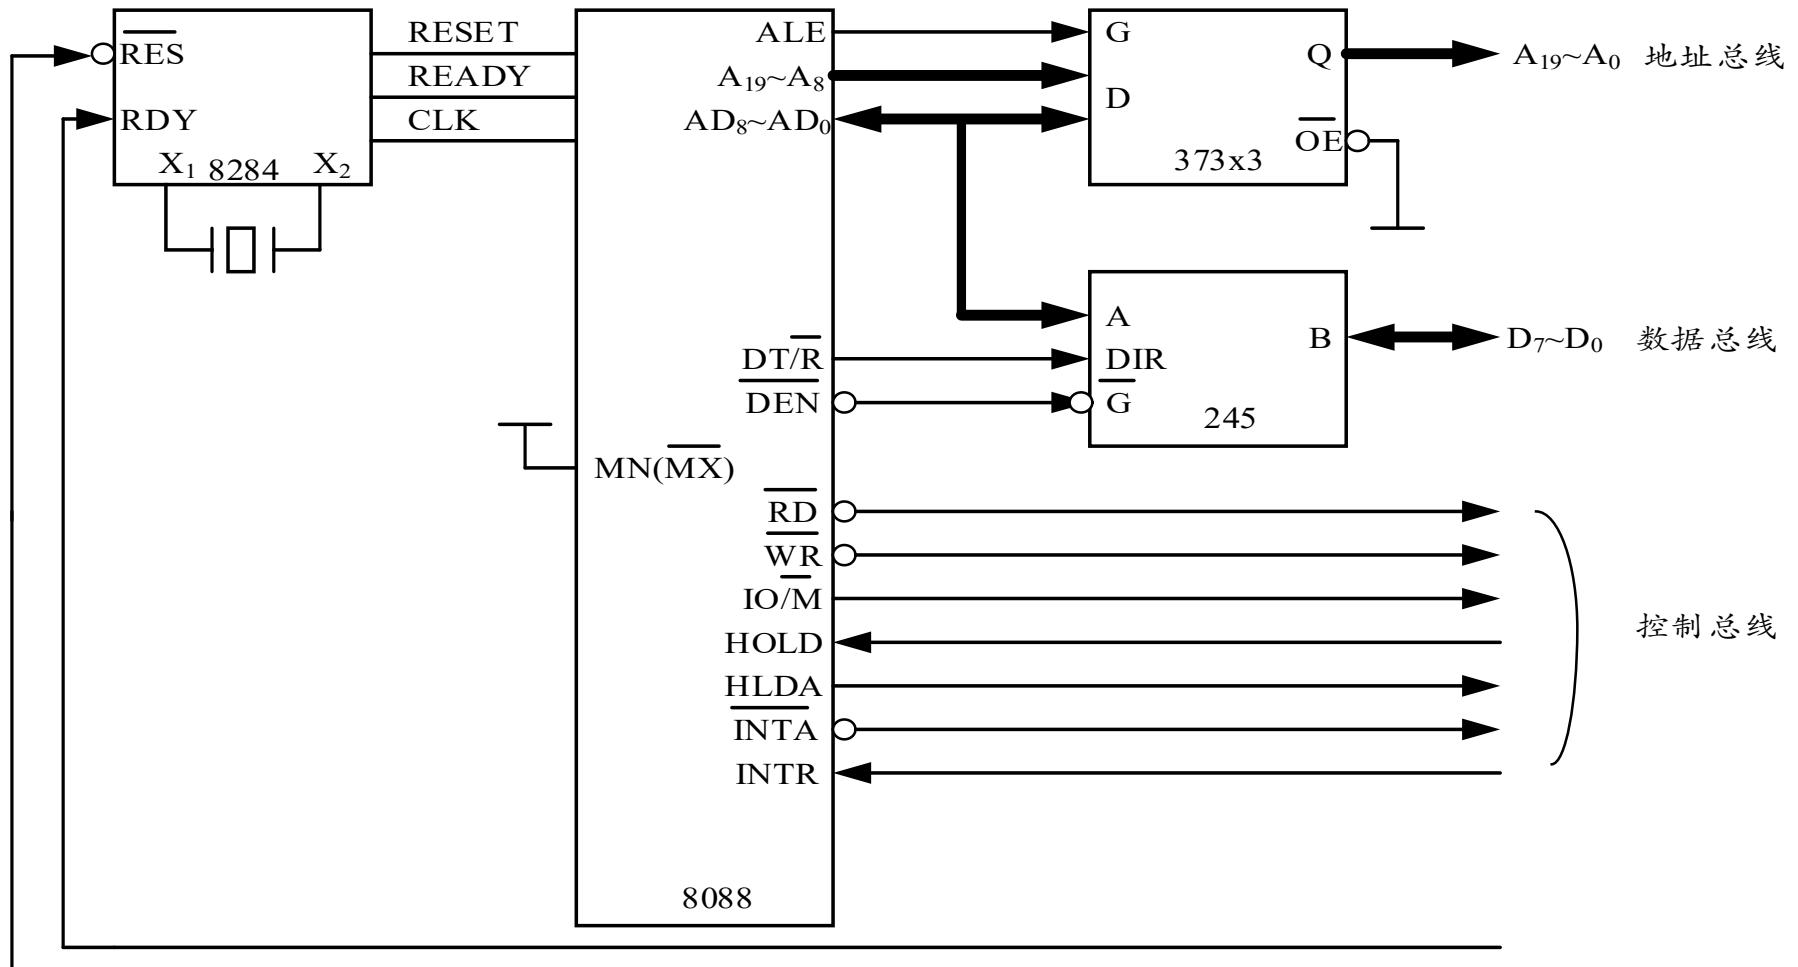 RES
RDY
X1 8284 X2
RESET
READY
CLK
ALE
A19~A8
AD8~AD0
DT/R
DEN
MN(MX)
RD
WR
IO/M
HOLD
HLDA
INTA
INTR
8088
G
D
Q
OE
373x3
A19~A0 地址总线
A
DIR
G
B
245
D7~D0 数据总线
控制总线